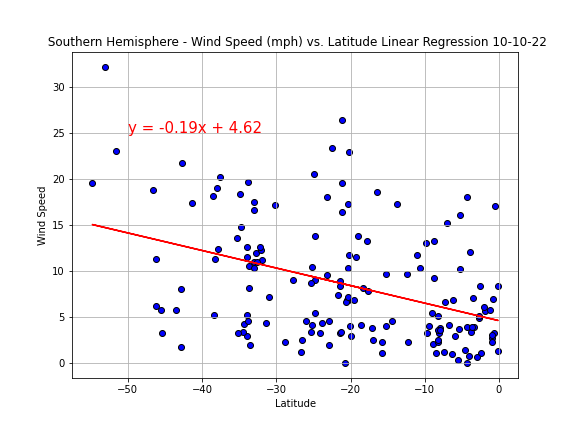 Southern Hemisphere - Wind Speed (mph) vs. Latitude Linear Regression 10-10-22
30
y = -0.19x + 4.62
25
20
Wind Speed
15
10
5
0
−50 −40 −30 −20 −10 0
Latitude